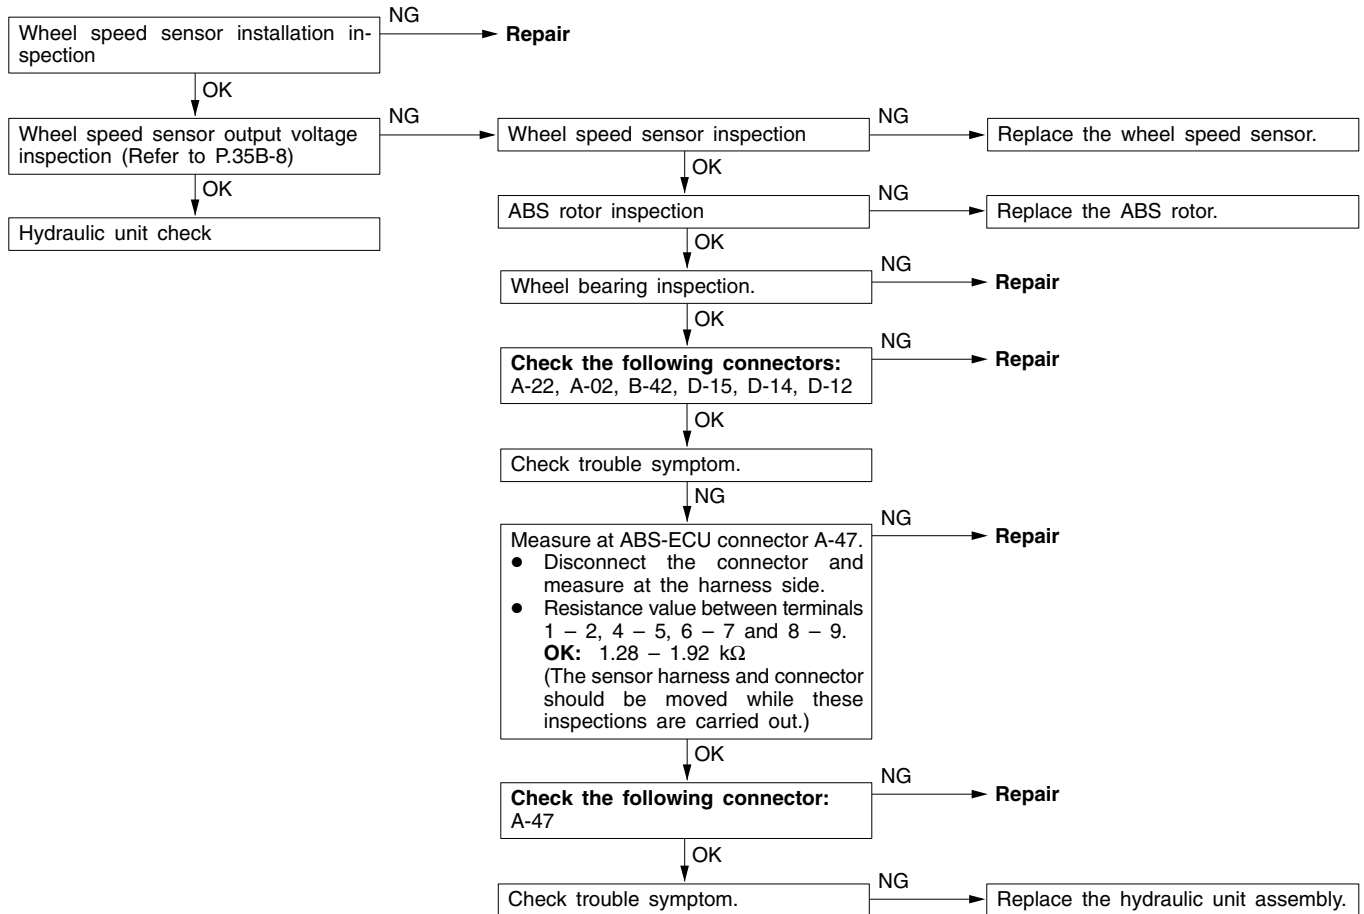 Wheel speed sensor installation in-
spection
NG
Repair
OK
Wheel speed sensor output voltage
inspection (Refer to P.35B-8)
NG
Wheel speed sensor inspection
NG
Replace the wheel speed sensor.
OK
Hydraulic unit check
OK
ABS rotor inspection
NG
Replace the ABS rotor.
OK
Wheel bearing inspection.
NG
Repair
OK
Check the following connectors:
A-22, A-02, B-42, D-15, D-14, D-12
NG
Repair
OK
Check trouble symptom.
NG
Measure at ABS-ECU connector A-47.
● Disconnect the connector and
measure at the harness side.
● Resistance value between terminals
1 – 2, 4 – 5, 6 – 7 and 8 – 9.
OK: 1.28 – 1.92 kΩ
(The sensor harness and connector
should be moved while these
inspections are carried out.)
NG
Repair
OK
Check the following connector:
A-47
NG
Repair
OK
Check trouble symptom.
NG
Replace the hydraulic unit assembly.